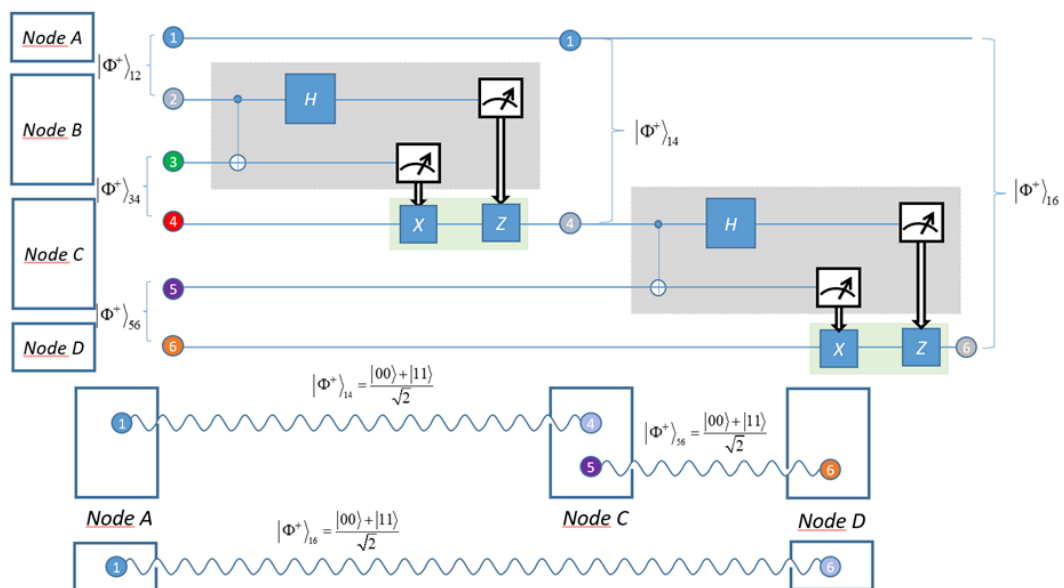 Node A
1
1
|Φ⁺⟩₁₂
2
H
Node B
|Φ⁺⟩₁₄
3
|Φ⁺⟩₃₄
|Φ⁺⟩₁₆
4
X
Z
4
H
Node C
5
|Φ⁺⟩₅₆
Node D
6
X
Z
6
|Φ⁺⟩₁₄ = |00⟩+|11⟩ / √2
1
4
|Φ⁺⟩₅₆ = |00⟩+|11⟩ / √2
5
6
Node A
Node C
Node D
|Φ⁺⟩₁₆ = |00⟩+|11⟩ / √2
1
6